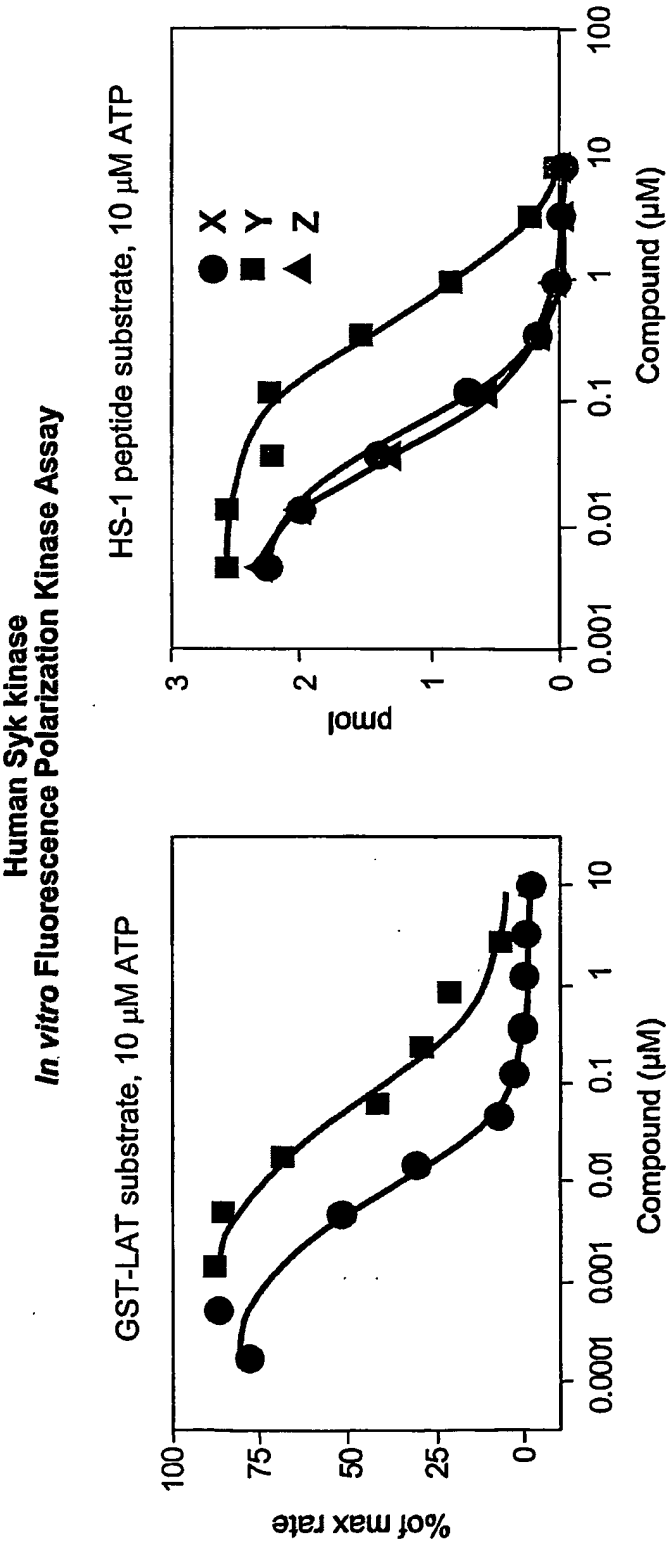 Human Syk kinase
In vitro Fluorescence Polarization Kinase Assay
GST-LAT substrate, 10 µM ATP
100
75
50
25
0
%of max rate
0.0001
0.001
0.01
0.1
1
10
Compound (µM)
HS-1 peptide substrate, 10 µM ATP
X
Y
Z
3
2
1
0
pmol
0.001
0.01
0.1
1
10
100
Compound (µM)